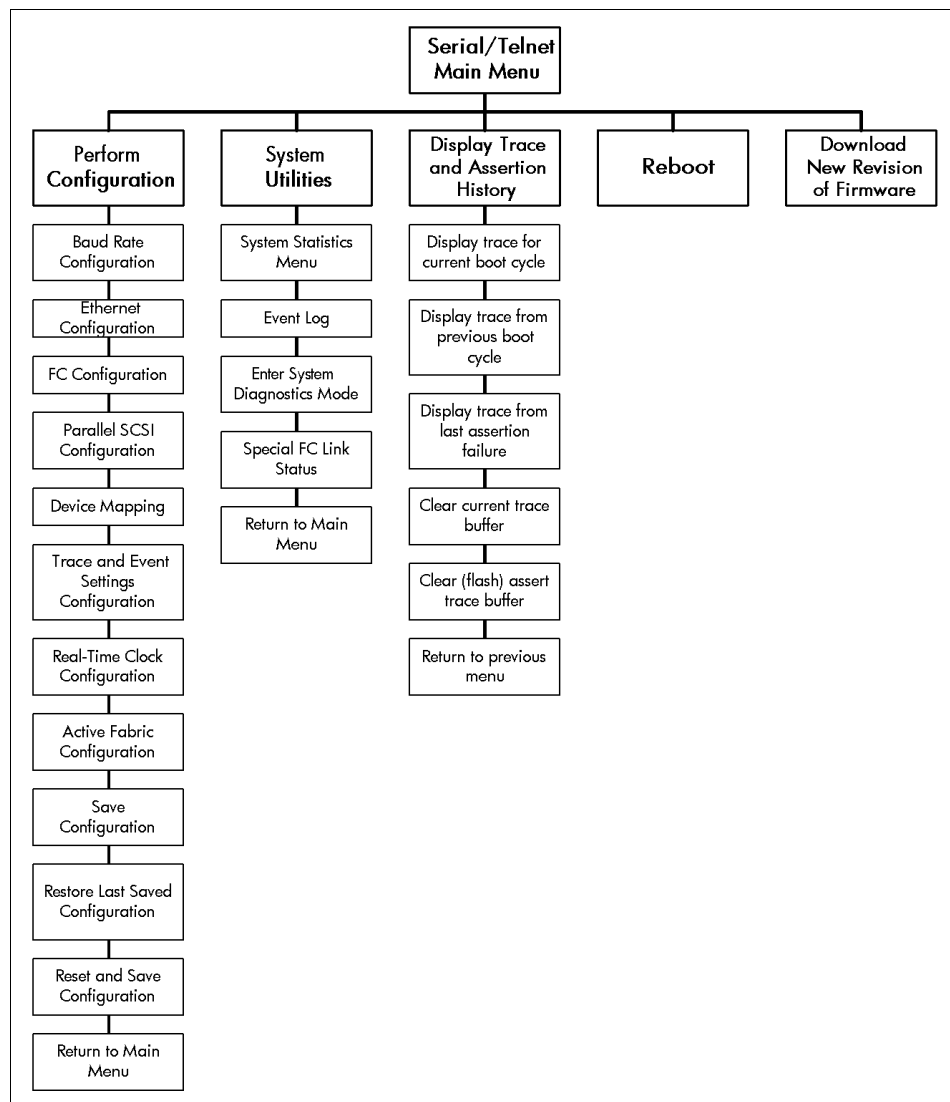 Serial/Telnet
Main Menu
Perform
Configuration
System
Utilities
Display Trace
and Assertion
History
Reboot
Download
New Revision
of Firmware
Baud Rate
Configuration
Ethernet
Configuration
FC Configuration
Parallel SCSI
Configuration
Device Mapping
Trace and Event
Settings
Configuration
Real-Time Clock
Configuration
Active Fabric
Configuration
Save
Configuration
Restore Last Saved
Configuration
Reset and Save
Configuration
Return to Main
Menu
System Statistics
Menu
Event Log
Enter System
Diagnostics Mode
Special FC Link
Status
Return to Main
Menu
Display trace for
current boot cycle
Display trace from
previous boot
cycle
Display trace from
last assertion
failure
Clear current trace
buffer
Clear (flash) assert
trace buffer
Return to previous
menu